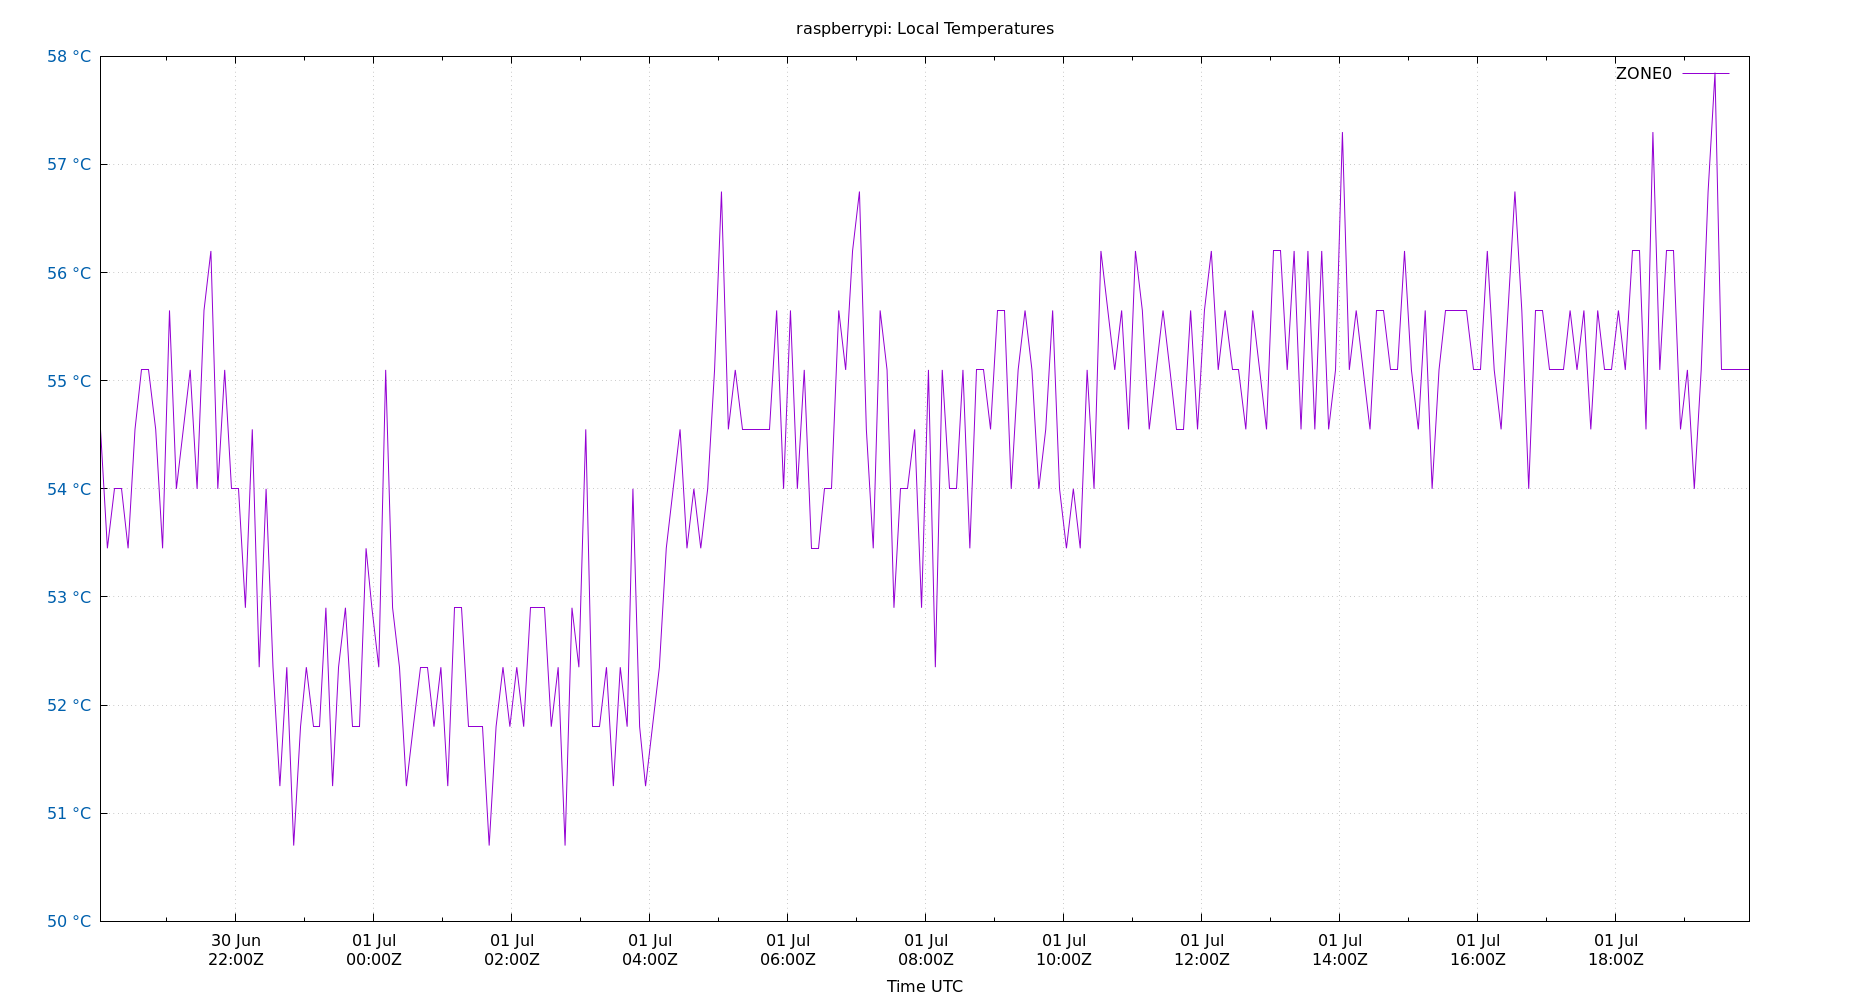 raspberrypi: Local Temperatures
58 °C
ZONE0
57 °C
56 °C
55 °C
54 °C
53 °C
52 °C
51 °C
50 °C
30 Jun 01 Jul 01 Jul 01 Jul 01 Jul 01 Jul 01 Jul 01 Jul 01 Jul 01 Jul 01 Jul
22:00Z 00:00Z 02:00Z 04:00Z 06:00Z 08:00Z 10:00Z 12:00Z 14:00Z 16:00Z 18:00Z
Time UTC